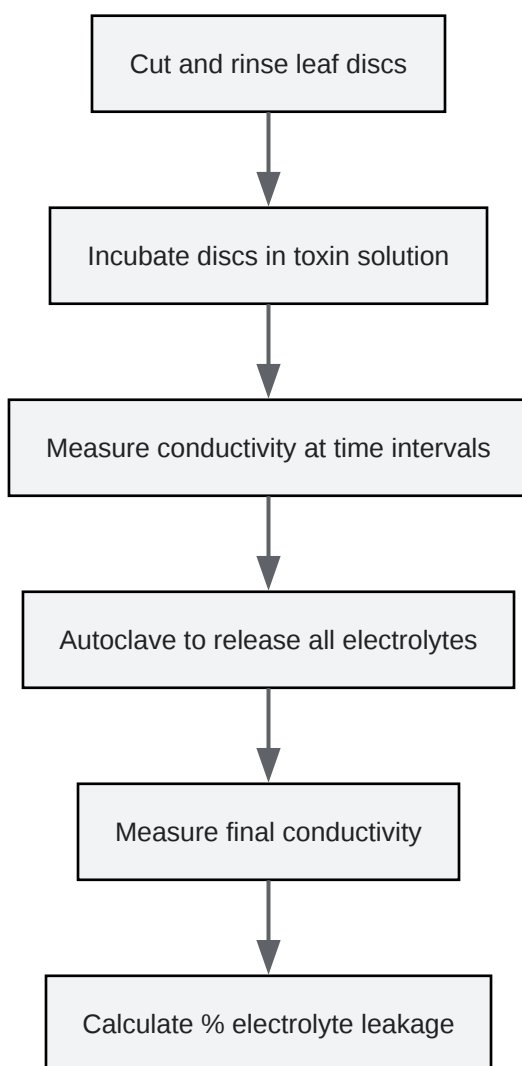 Cut and rinse leaf discs
Incubate discs in toxin solution
Measure conductivity at time intervals
Autoclave to release all electrolytes
Measure final conductivity
Calculate % electrolyte leakage